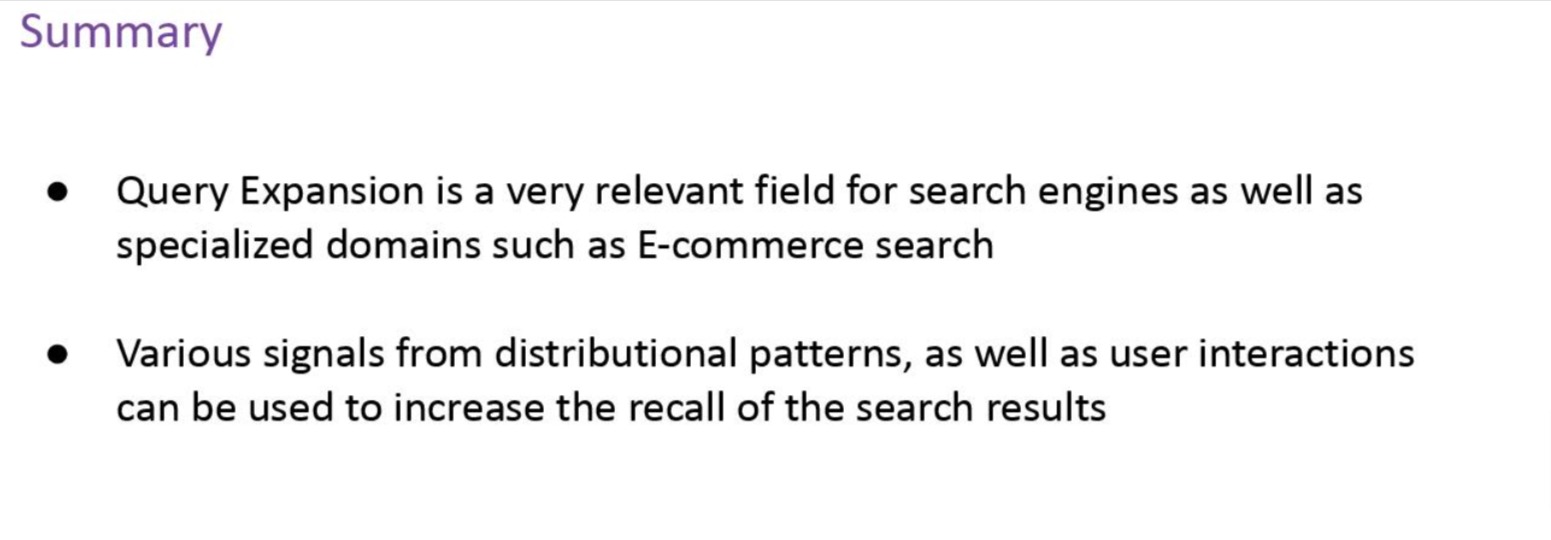 Summary
● Query Expansion is a very relevant field for search engines as well as
specialized domains such as E-commerce search
● Various signals from distributional patterns, as well as user interactions
can be used to increase the recall of the search results